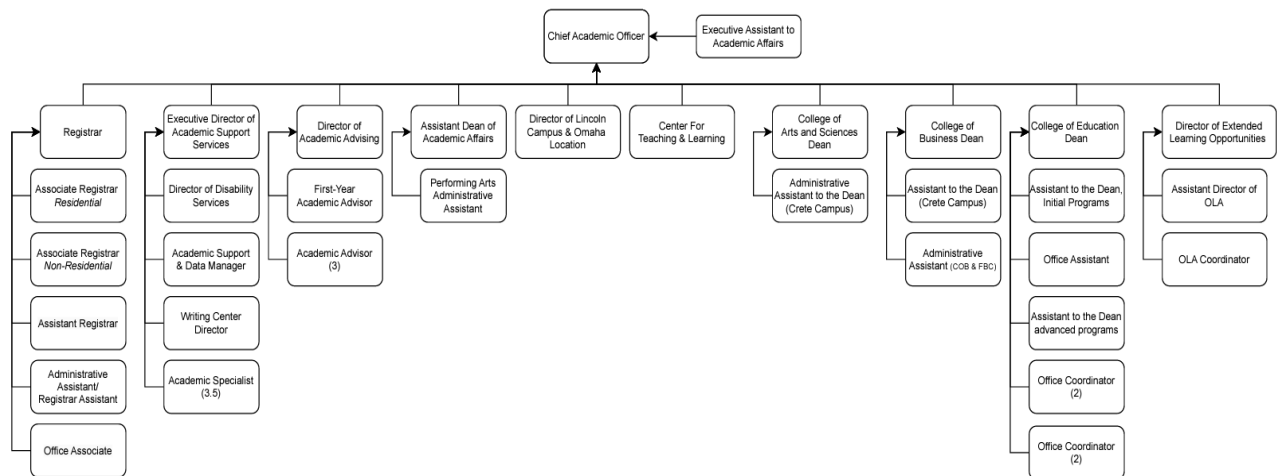 Chief Academic Officer
Executive Assistant to
Academic Affairs
Registrar
Executive Director of
Academic Support
Services
Director of
Academic Advising
Assistant Dean of
Academic Affairs
Director of Lincoln
Campus & Omaha
Location
Center For
Teaching & Learning
College of
Arts and Sciences
Dean
College of
Business Dean
College of Education
Dean
Director of Extended
Learning Opportunities
Associate Registrar
Residential
Director of Disability
Services
First-Year
Academic Advisor
Performing Arts
Administrative
Assistant
Administrative
Assistant to the Dean
(Crete Campus)
Assistant to the Dean
(Crete Campus)
Assistant to the Dean,
Initial Programs
Assistant Director of
OLA
Associate Registrar
Non-Residential
Academic Support
& Data Manager
Academic Advisor
(3)
Administrative
Assistant (COB & FBC)
Office Assistant
OLA Coordinator
Assistant Registrar
Writing Center
Director
Assistant to the Dean
advanced programs
Administrative
Assistant/
Registrar Assistant
Academic Specialist
(3.5)
Office Coordinator
(2)
Office Associate
Office Coordinator
(2)